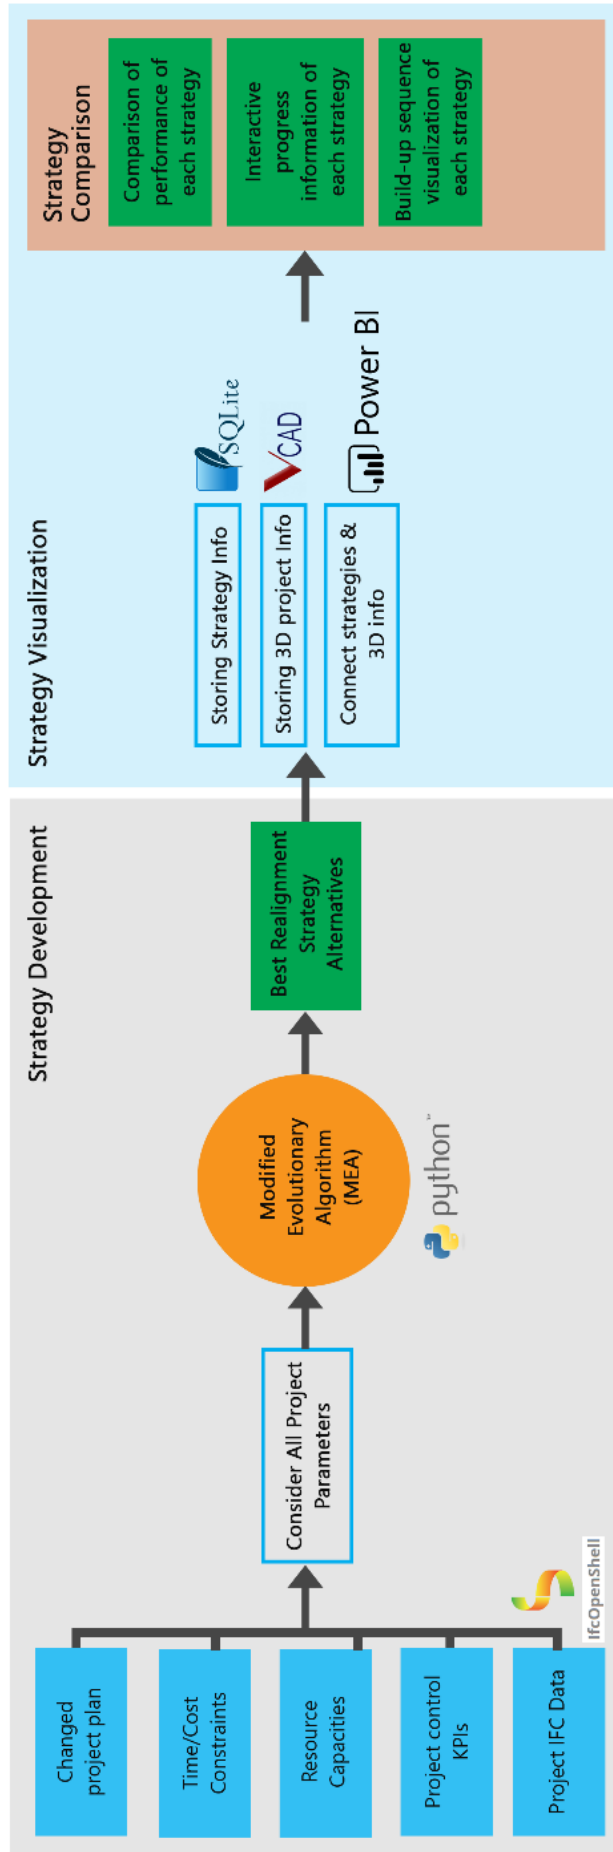 Strategy Development
Changed
project plan
Time/Cost
Constraints
Resource
Capacities
Project control
KPIs
Project IFC Data
IfcOpenShell
Consider All Project
Parameters
Modified
Evolutionary
Algorithm
(MEA)
python
Best Realignment
Strategy
Alternatives
Strategy Visualization
Storing Strategy Info
SQLite
Storing 3D project Info
VCAD
Connect strategies &
3D info
Power BI
Strategy
Comparison
Comparison of
performance of
each strategy
Interactive
progress
information of
each strategy
Build-up sequence
visualization of
each strategy